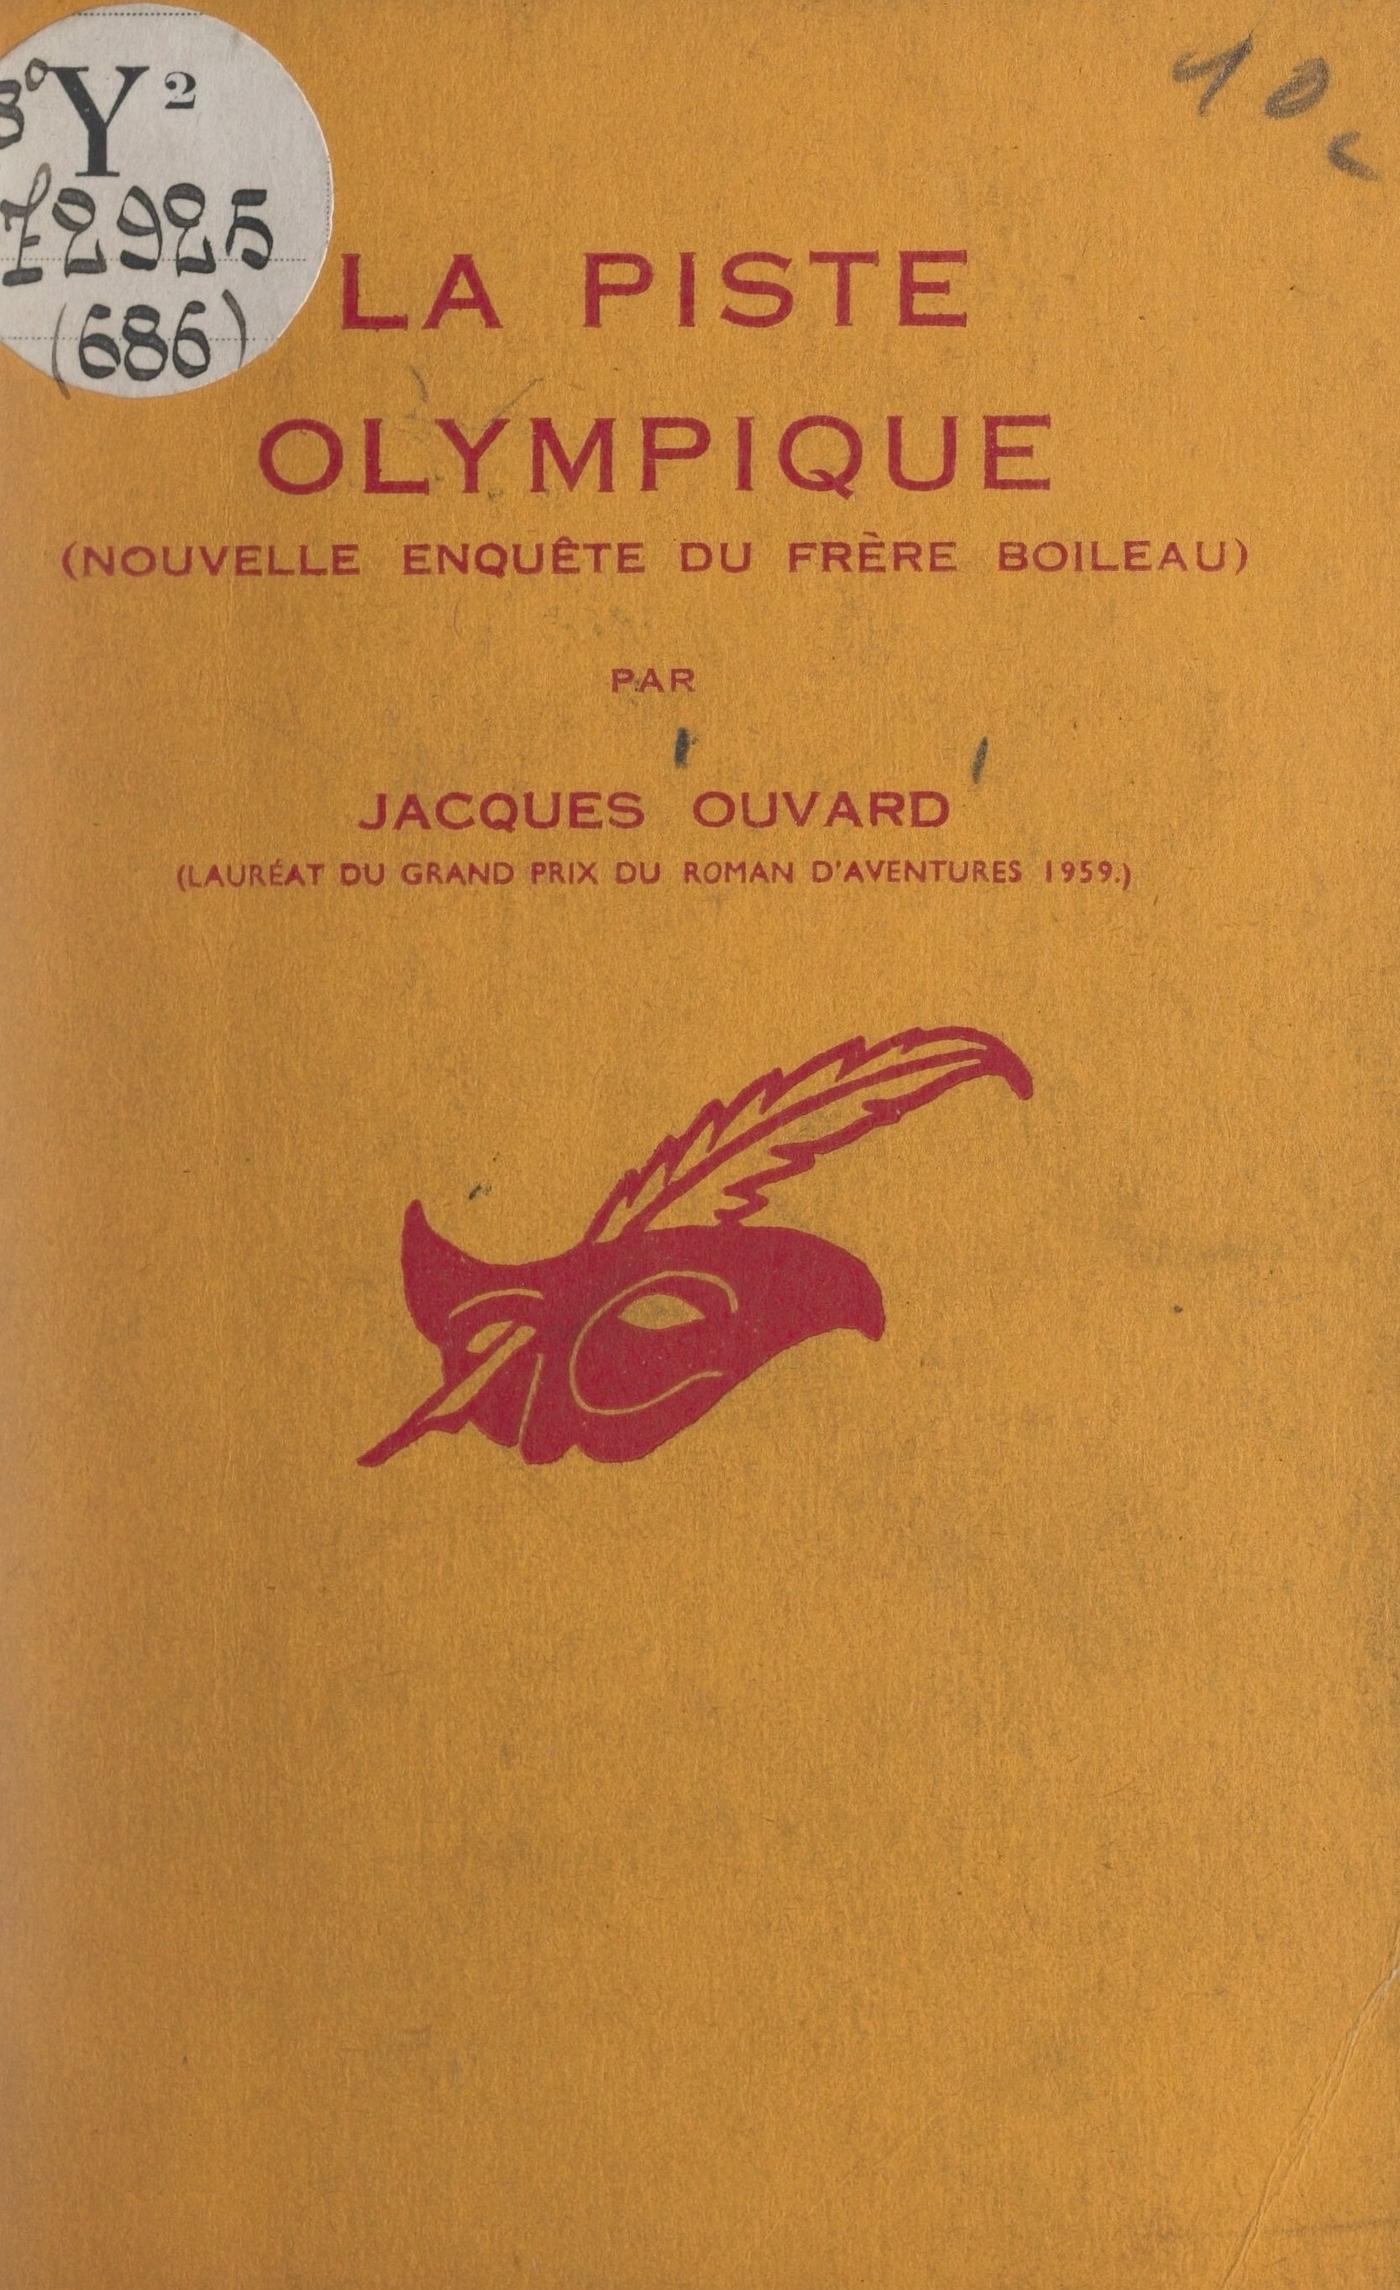 8° Y²
72925
(686)
10
LA PISTE
OLYMPIQUE
(NOUVELLE ENQUÊTE DU FRÈRE BOILEAU)
PAR
JACQUES OUVARD
(LAURÉAT DU GRAND PRIX DU ROMAN D'AVENTURES 1959.)